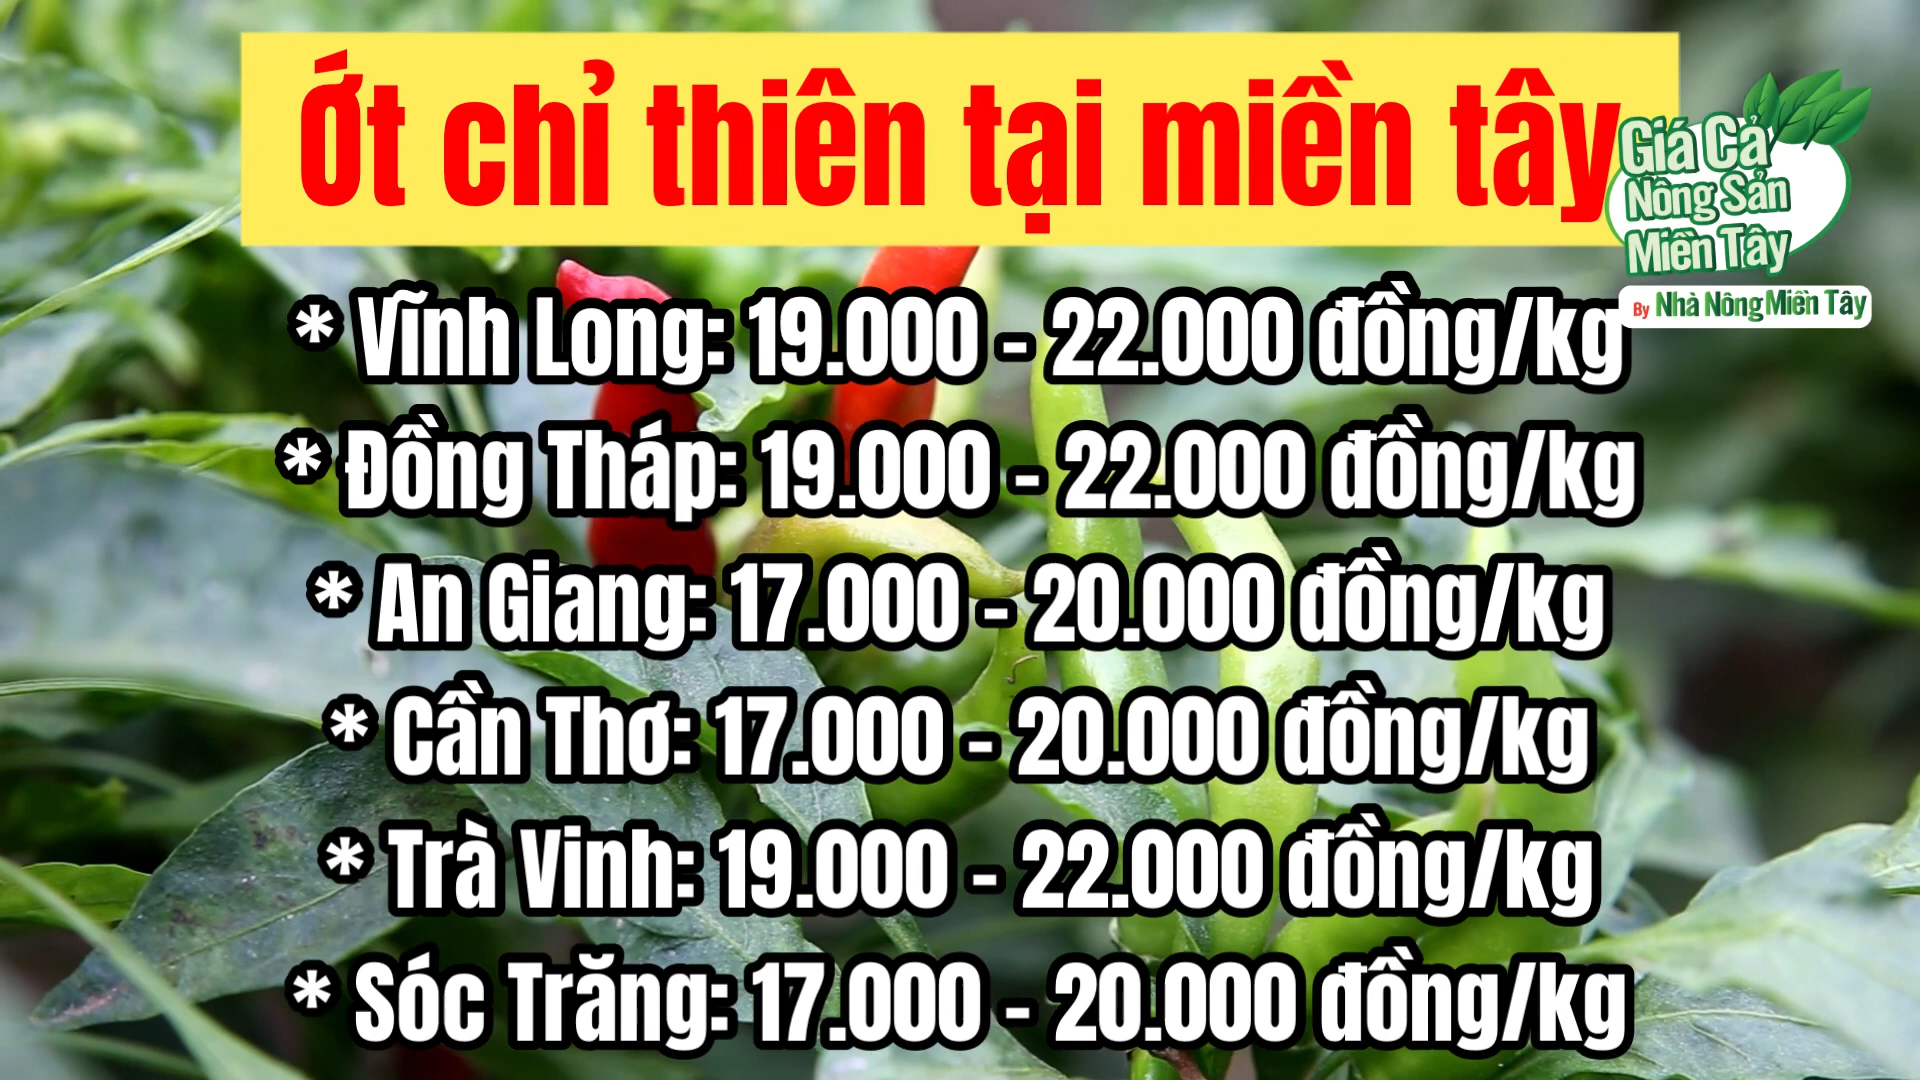 Ớt chỉ thiên tại miền tây
Giá Cả
Nông Sản
Miền Tây
By Nhà Nông Miền Tây
* Vĩnh Long: 19.000 - 22.000 đồng/kg
* Đồng Tháp: 19.000 - 22.000 đồng/kg
* An Giang: 17.000 - 20.000 đồng/kg
* Cần Thơ: 17.000 - 20.000 đồng/kg
* Trà Vinh: 19.000 - 22.000 đồng/kg
* Sóc Trăng: 17.000 - 20.000 đồng/kg